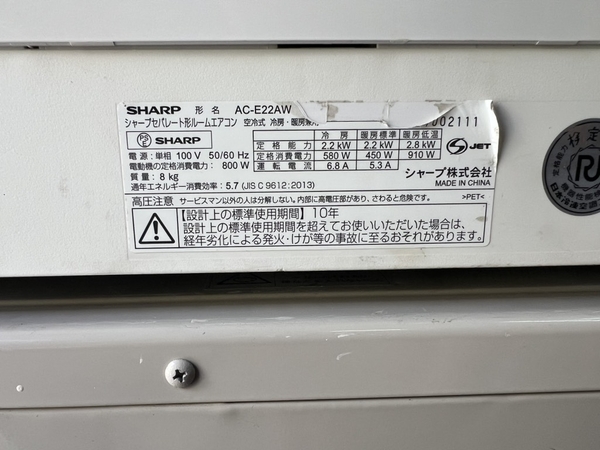 SHARP 形名 AC-E22AW
シャープセパレート形ルームエアコン 空冷式 冷房・暖房兼用
002111
PS E SHARP
電源:単相 100 V 50/60 Hz
電動機の定格消費電力: 800 W
質量: 8 kg
冷房 暖房標準 暖房低温
定格能力 2.2 kW 2.2 kW 2.8 kW
定格消費電力 580 W 450 W 910 W
運転電流 6.8 A 5.3 A
S JET
通年エネルギー消費効率: 5.7 (JIS C 9612:2013)
シャープ株式会社
MADE IN CHINA
高圧注意 サービスマン以外の人は分解しない。内部に高電圧部があり、さわると危険です。
>PET<
【設計上の標準使用期間】10年
設計上の標準使用期間を超えてお使いいただいた場合は、
経年劣化による発火・けが等の事故に至るおそれがあります。
検定